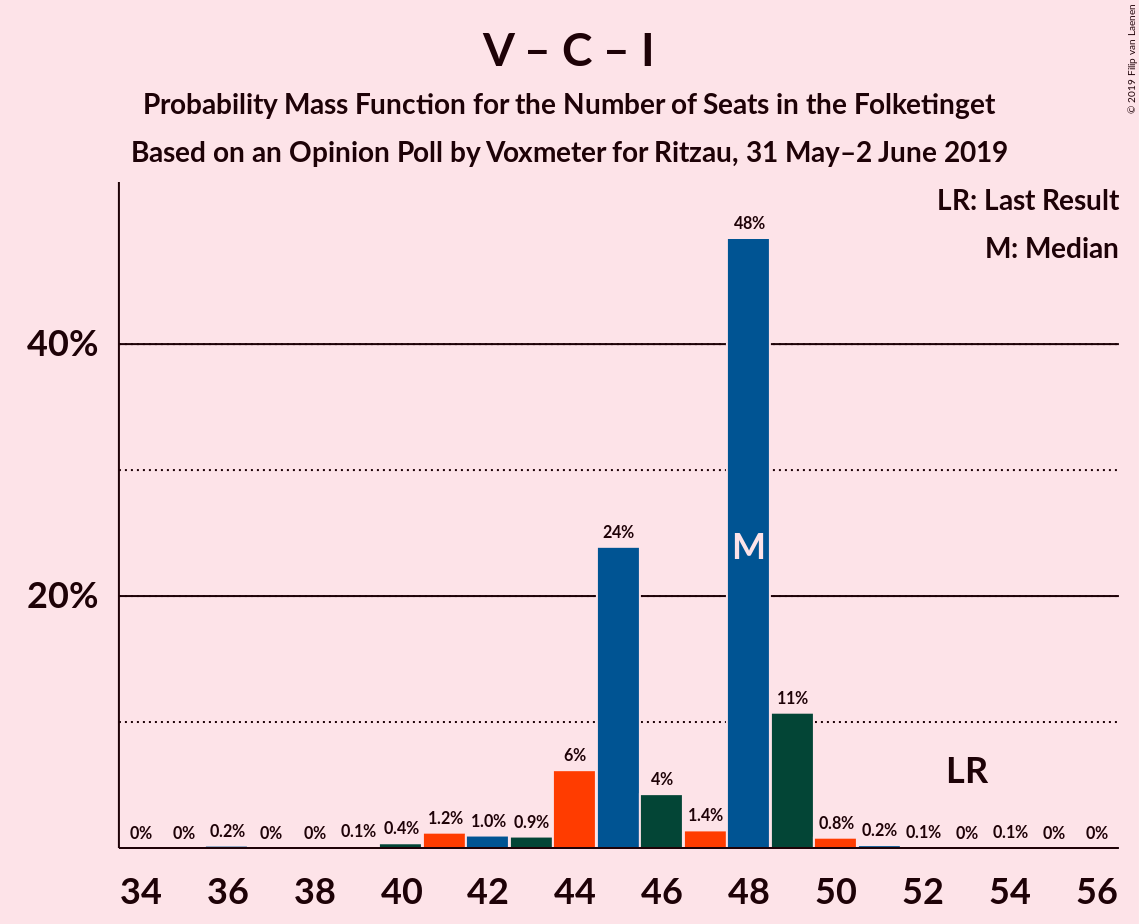 V – C – I
Probability Mass Function for the Number of Seats in the Folketinget
Based on an Opinion Poll by Voxmeter for Ritzau, 31 May–2 June 2019
© 2019 Filip van Laenen
LR: Last Result
M: Median
40%
20%
0% 0% 0.2% 0% 0% 0.1% 0.4% 1.2% 1.0% 0.9% 6% 24% 4% 1.4% 48% 11% 0.8% 0.2% 0.1% 0% 0.1% 0% 0%
M
LR
34 36 38 40 42 44 46 48 50 52 54 56